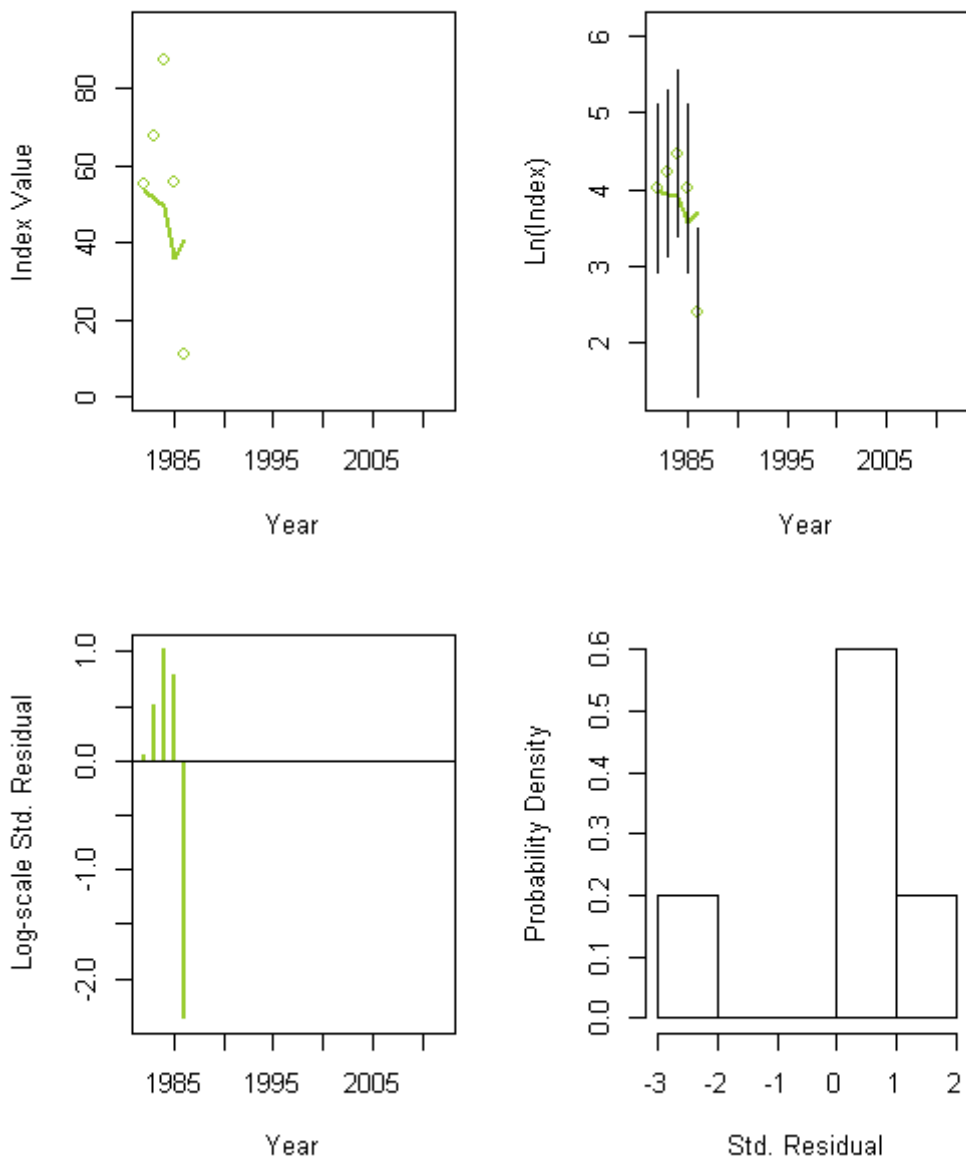 Index Value
80
60
40
20
0
1985 1995 2005
Year
Ln(Index)
6
5
4
3
2
1985 1995 2005
Year
Log-scale Std. Residual
1.0
0.0
-1.0
-2.0
1985 1995 2005
Year
Probability Density
0.6
0.5
0.4
0.3
0.2
0.1
0.0
-3 -2 -1 0 1 2
Std. Residual